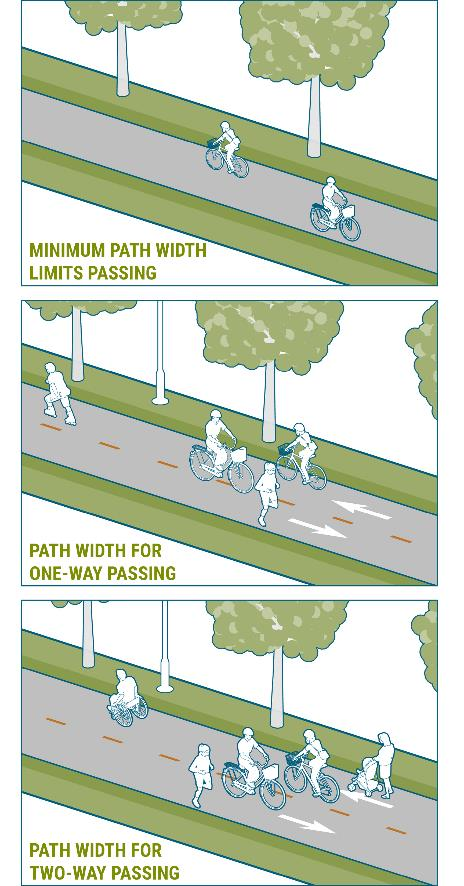 MINIMUM PATH WIDTH
LIMITS PASSING
PATH WIDTH FOR
ONE-WAY PASSING
PATH WIDTH FOR
TWO-WAY PASSING